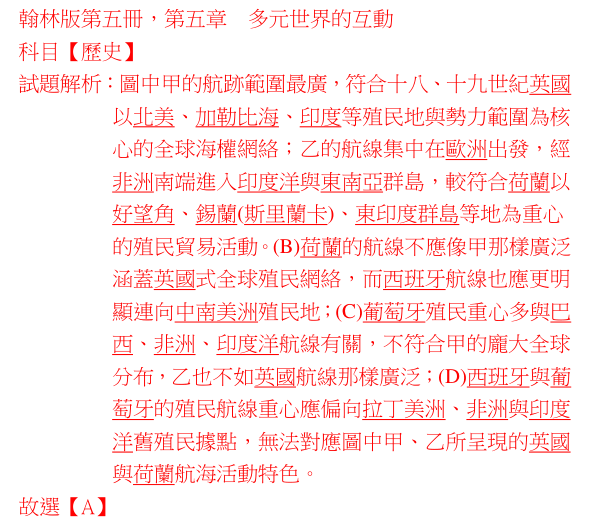 翰林版第五冊，第五章　多元世界的互動
科目【歷史】
試題解析：圖中甲的航跡範圍最廣，符合十八、十九世紀英國
以北美、加勒比海、印度等殖民地與勢力範圍為核
心的全球海權網絡；乙的航線集中在歐洲出發，經
非洲南端進入印度洋與東南亞群島，較符合荷蘭以
好望角、錫蘭(斯里蘭卡)、東印度群島等地為重心
的殖民貿易活動。(B)荷蘭的航線不應像甲那樣廣泛
涵蓋英國式全球殖民網絡，而西班牙航線也應更明
顯連向中南美洲殖民地；(C)葡萄牙殖民重心多與巴
西、非洲、印度洋航線有關，不符合甲的龐大全球
分布，乙也不如英國航線那樣廣泛；(D)西班牙與葡
萄牙的殖民航線重心應偏向拉丁美洲、非洲與印度
洋舊殖民據點，無法對應圖中甲、乙所呈現的英國
與荷蘭航海活動特色。
故選【A】